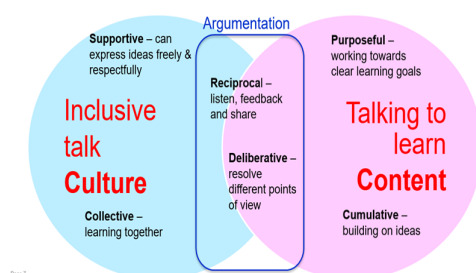 Argumentation
Supportive – can
express ideas freely &
respectfully
Inclusive
talk
Culture
Collective –
learning together
Reciprocal –
listen, feedback
and share
Deliberative –
resolve
different points
of view
Purposeful –
working towards
clear learning goals
Talking to
learn
Content
Cumulative –
building on ideas